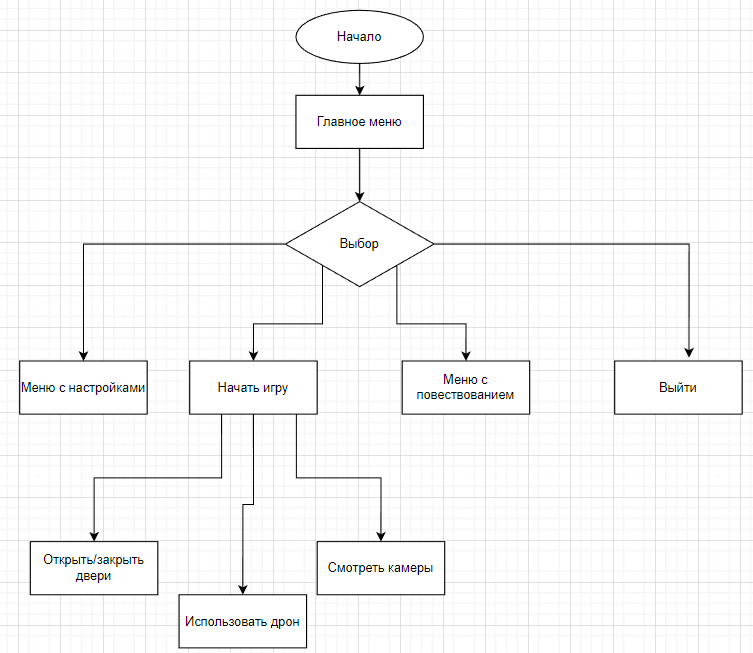 Начало
Главное меню
Выбор
Меню с настройками
Начать игру
Меню с
повествованием
Выйти
Открыть/закрыть
двери
Использовать дрон
Смотреть камеры